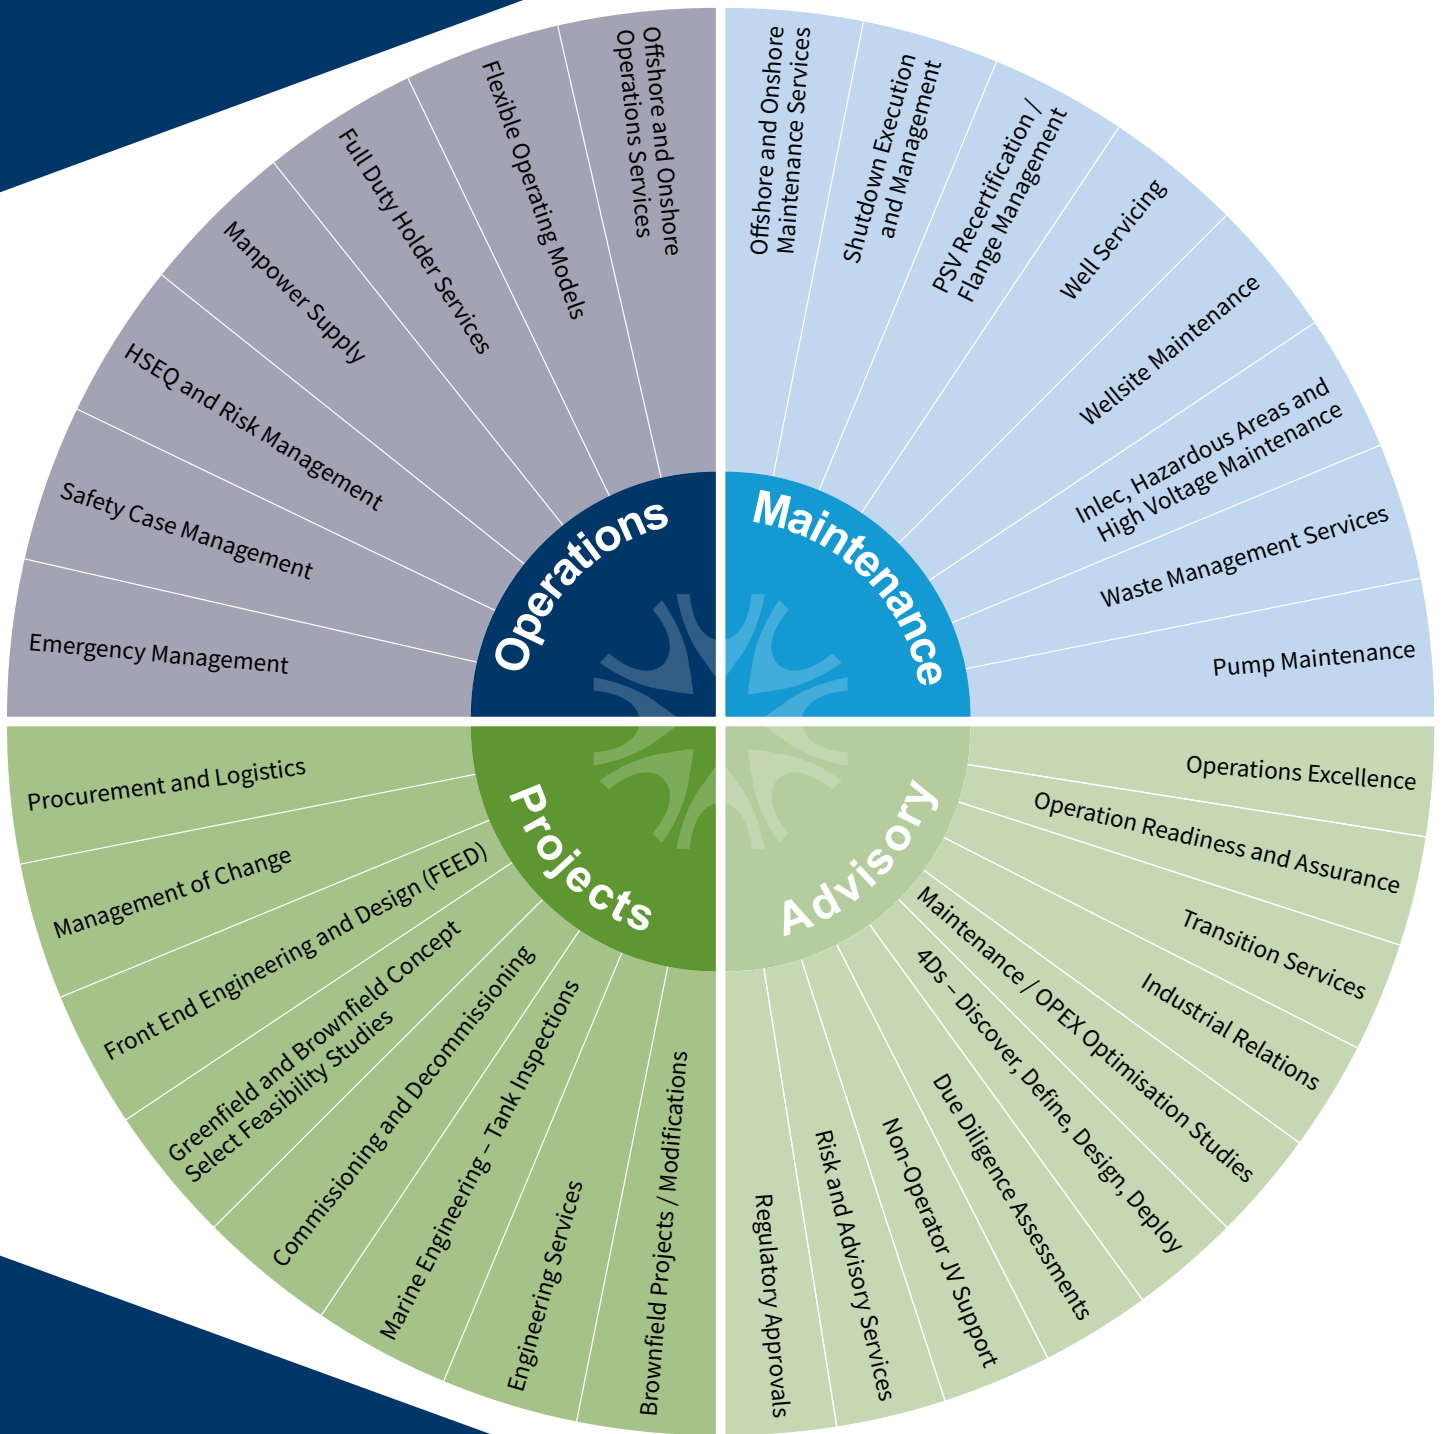 Operations
Emergency Management
Safety Case Management
HSEQ and Risk Management
Manpower Supply
Full Duty Holder Services
Flexible Operating Models
Offshore and Onshore
Operations Services
Maintenance
Offshore and Onshore
Maintenance Services
Shutdown Execution
and Management
PSV Recertification /
Flange Management
Well Servicing
Wellsite Maintenance
Inlec, Hazardous Areas and
High Voltage Maintenance
Waste Management Services
Pump Maintenance
Advisory
Operations Excellence
Operation Readiness and Assurance
Transition Services
Industrial Relations
Maintenance / OPEX Optimisation Studies
4Ds – Discover, Define, Design, Deploy
Due Diligence Assessments
Non-Operator JV Support
Risk and Advisory Services
Regulatory Approvals
Projects
Procurement and Logistics
Management of Change
Front End Engineering and Design (FEED)
Greenfield and Brownfield Concept
Select Feasibility Studies
Commissioning and Decommissioning
Marine Engineering – Tank Inspections
Engineering Services
Brownfield Projects / Modifications